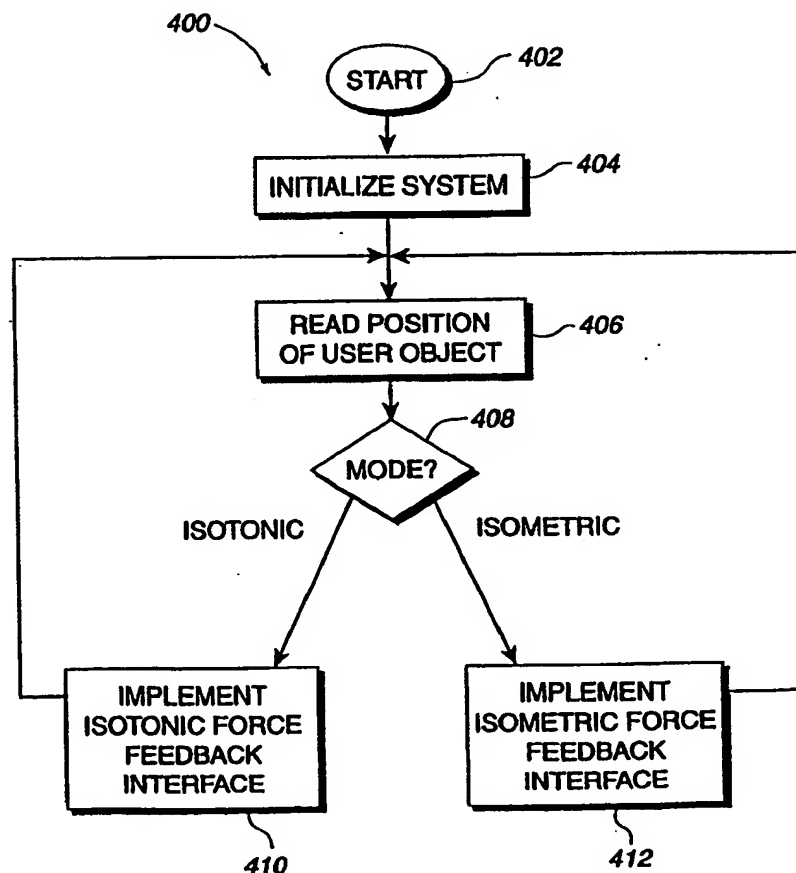 400
START
402
INITIALIZE SYSTEM
404
READ POSITION
OF USER OBJECT
406
408
MODE?
ISOTONIC
ISOMETRIC
IMPLEMENT
ISOTONIC FORCE
FEEDBACK
INTERFACE
410
IMPLEMENT
ISOMETRIC FORCE
FEEDBACK
INTERFACE
412